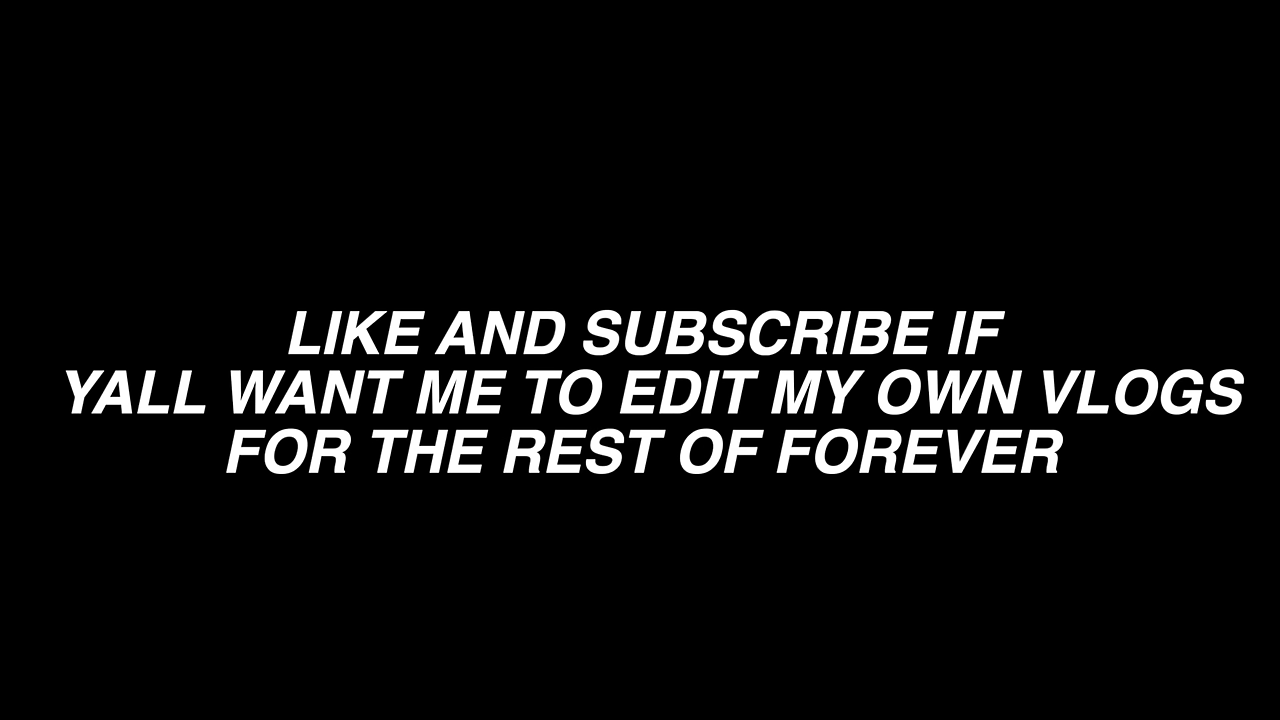 LIKE AND SUBSCRIBE IF
YALL WANT ME TO EDIT MY OWN VLOGS
FOR THE REST OF FOREVER